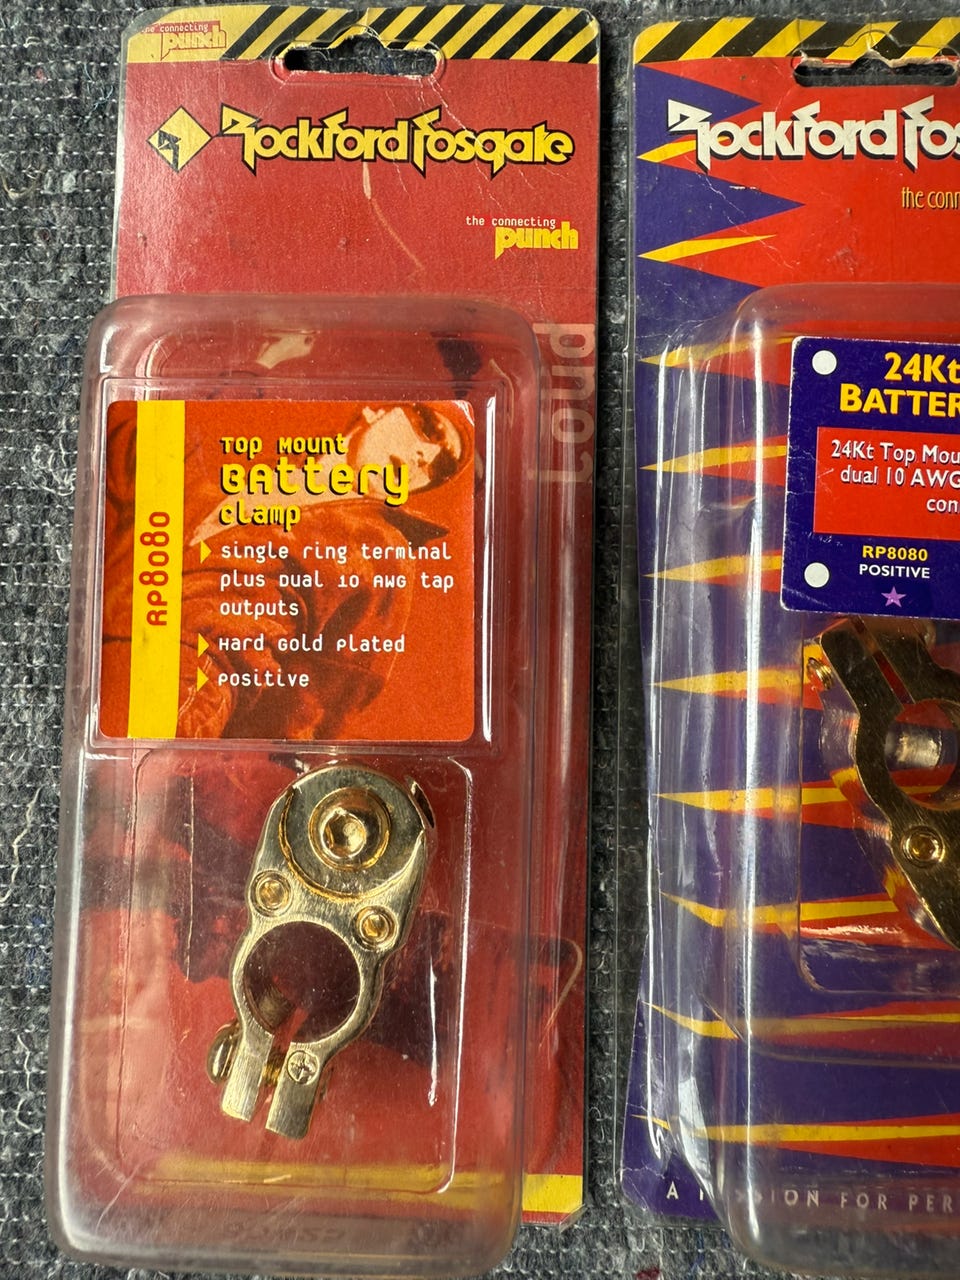 the connecting
punch
Rockford Fosgate
the connecting
punch
Loud
RP8080
Top Mount
Battery
clamp
single ring terminal
plus Dual 10 AWG tap
outputs
Hard Gold Plated
Positive
Rockford Fos
the conn
24Kt
BATTER
24Kt Top Mou
dual 10 AWG
con
RP8080
POSITIVE
FOR PER